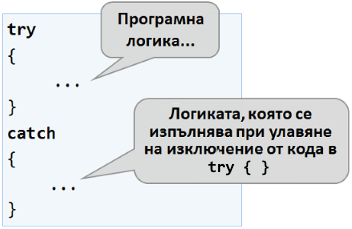 Програмна
логика...
try
{
...
}
catch
{
Логиката, която се
изпълнява при улавяне
на изключение от кода в
try { }
...
}